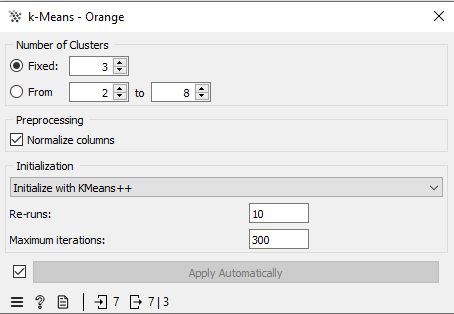 k-Means - Orange
Number of Clusters
Fixed: 3
From 2 to 8
Preprocessing
Normalize columns
Initialization
Initialize with KMeans++
Re-runs: 10
Maximum iterations: 300
Apply Automatically
? 7 7 | 3